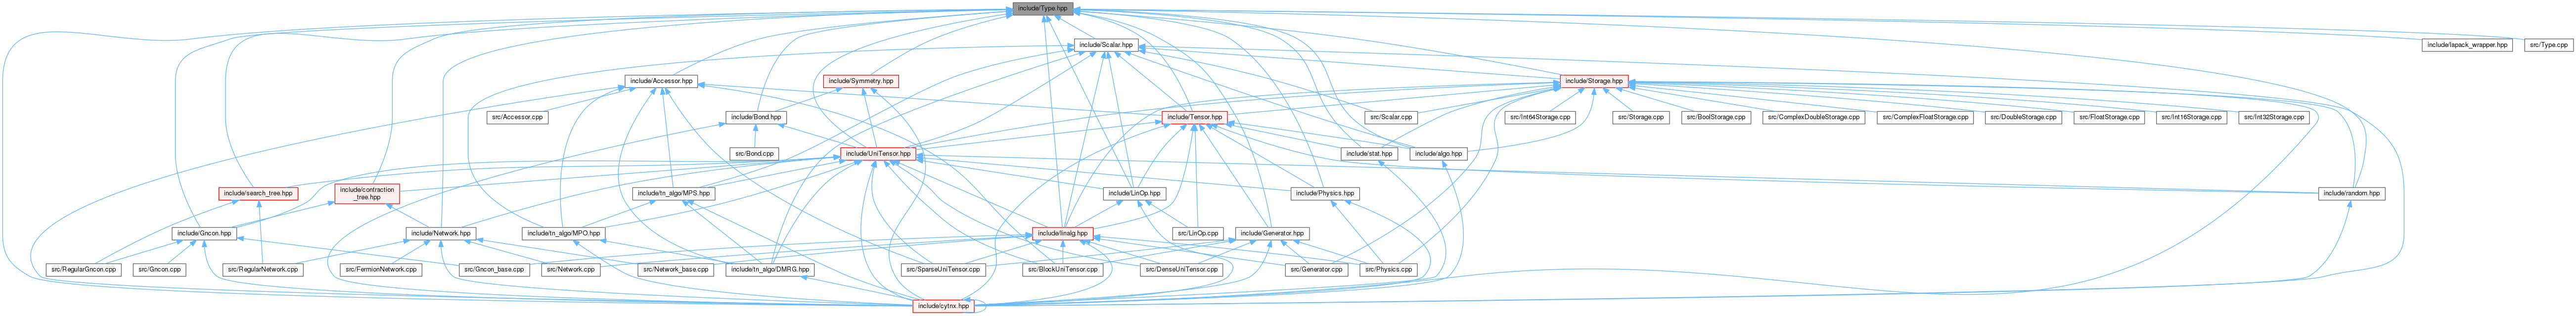 include/Type.hpp
include/Scalar.hpp
include/lapack_wrapper.hpp
src/Type.cpp
include/Accessor.hpp
include/Symmetry.hpp
include/Storage.hpp
src/Accessor.cpp
include/Bond.hpp
include/Tensor.hpp
src/Scalar.cpp
src/Int64Storage.cpp
src/Storage.cpp
src/BoolStorage.cpp
src/ComplexDoubleStorage.cpp
src/ComplexFloatStorage.cpp
src/DoubleStorage.cpp
src/FloatStorage.cpp
src/Int16Storage.cpp
src/Int32Storage.cpp
src/Bond.cpp
include/UniTensor.hpp
include/stat.hpp
include/algo.hpp
include/search_tree.hpp
include/contraction
_tree.hpp
include/tn_algo/MPS.hpp
include/LinOp.hpp
include/Physics.hpp
include/random.hpp
include/Gncon.hpp
include/Network.hpp
include/tn_algo/MPO.hpp
include/linalg.hpp
src/LinOp.cpp
include/Generator.hpp
src/RegularGncon.cpp
src/Gncon.cpp
src/RegularNetwork.cpp
src/FermionNetwork.cpp
src/Gncon_base.cpp
src/Network.cpp
src/Network_base.cpp
include/tn_algo/DMRG.hpp
src/SparseUniTensor.cpp
src/BlockUniTensor.cpp
src/DenseUniTensor.cpp
src/Generator.cpp
src/Physics.cpp
include/cytnx.hpp